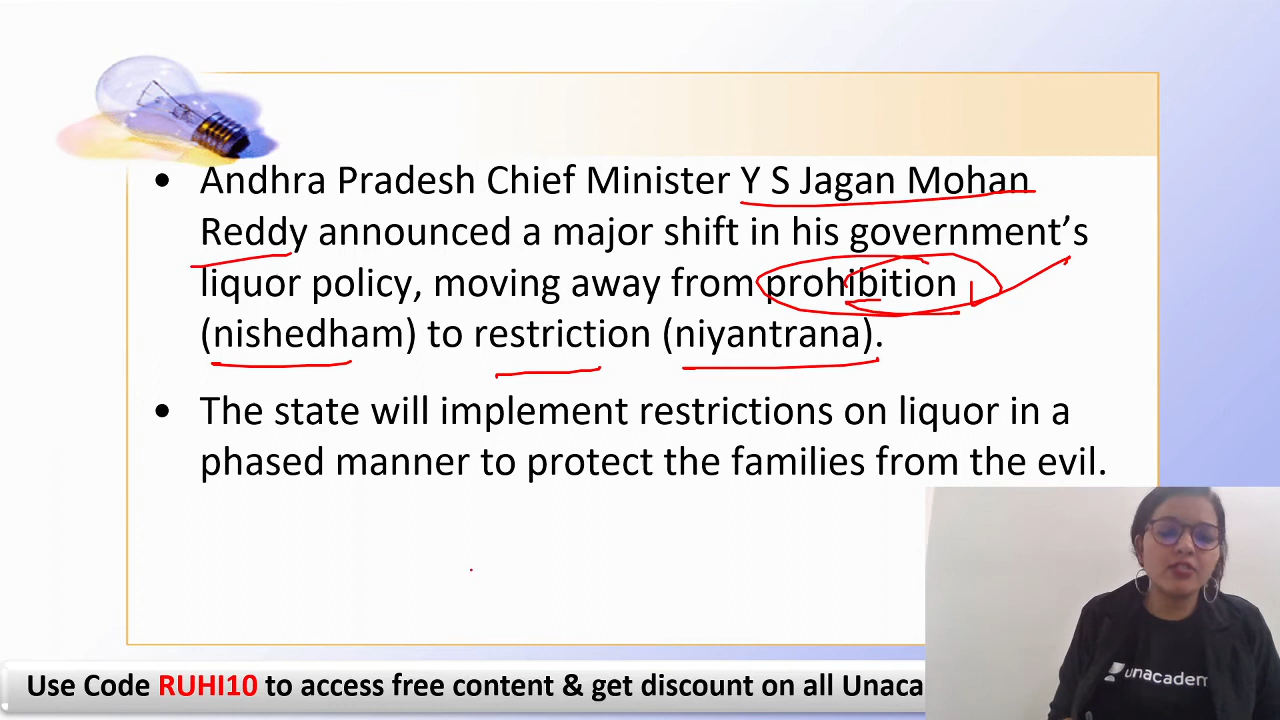 • Andhra Pradesh Chief Minister Y S Jagan Mohan
Reddy announced a major shift in his government’s
liquor policy, moving away from prohibition
(nishedham) to restriction (niyantrana).
• The state will implement restrictions on liquor in a
phased manner to protect the families from the evil.
unacadem
Use Code RUHI10 to access free content & get discount on all Unaca